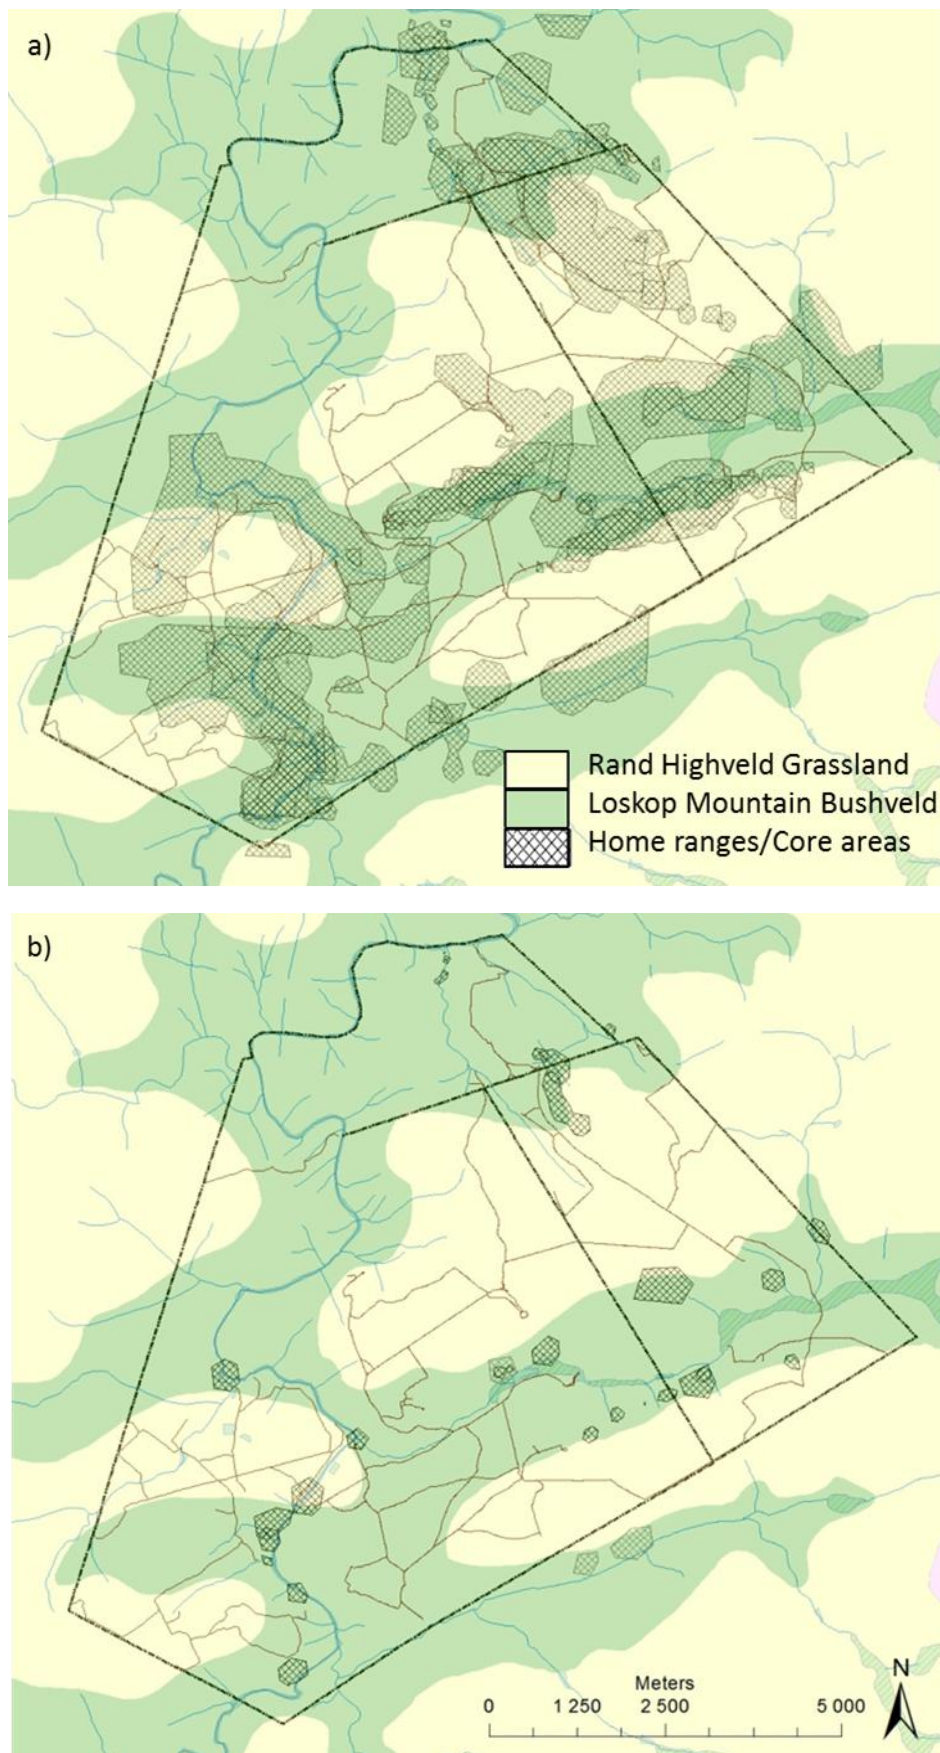 a)
Rand Highveld Grassland
Loskop Mountain Bushveld
Home ranges/Core areas
b)
Meters
0 1 250 2 500 5 000
N